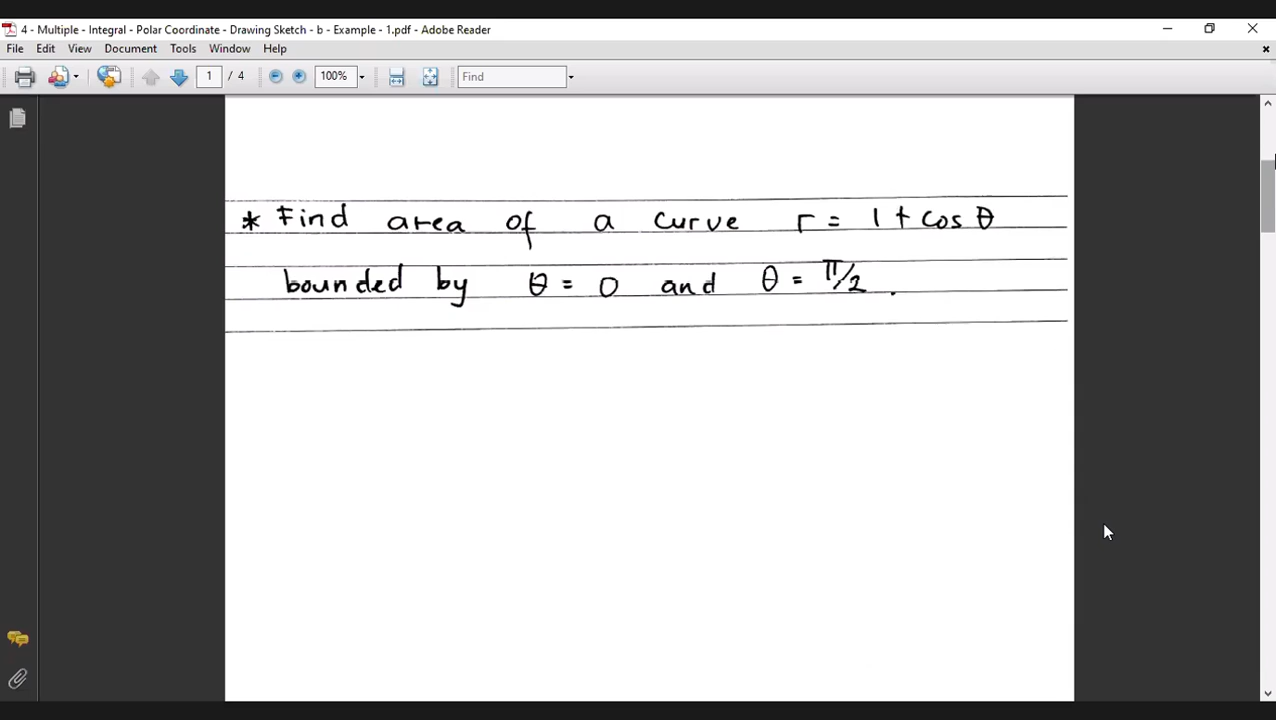 4 - Multiple - Integral - Polar Coordinate - Drawing Sketch - b - Example - 1.pdf - Adobe Reader
File Edit View Document Tools Window Help
1 / 4 100% Find
* Find area of a curve r = 1 + cos θ
bounded by θ = 0 and θ = π/2 .